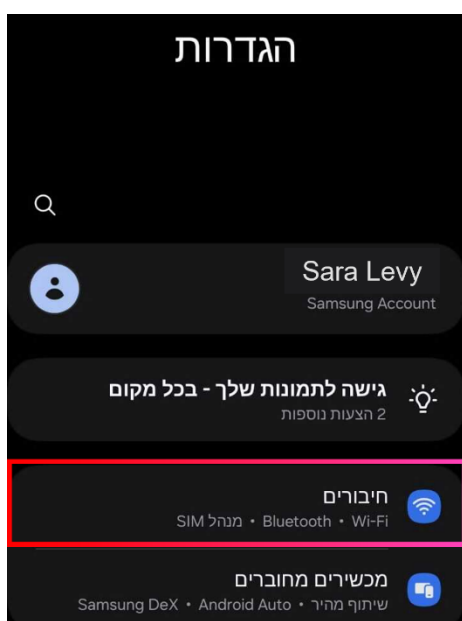 הגדרות
Sara Levy
Samsung Account
גישה לתמונות שלך - בכל מקום
2 הצעות נוספות
חיבורים
Wi-Fi • Bluetooth • מנהל SIM
מכשירים מחוברים
שיתוף מהיר • Samsung DeX • Android Auto